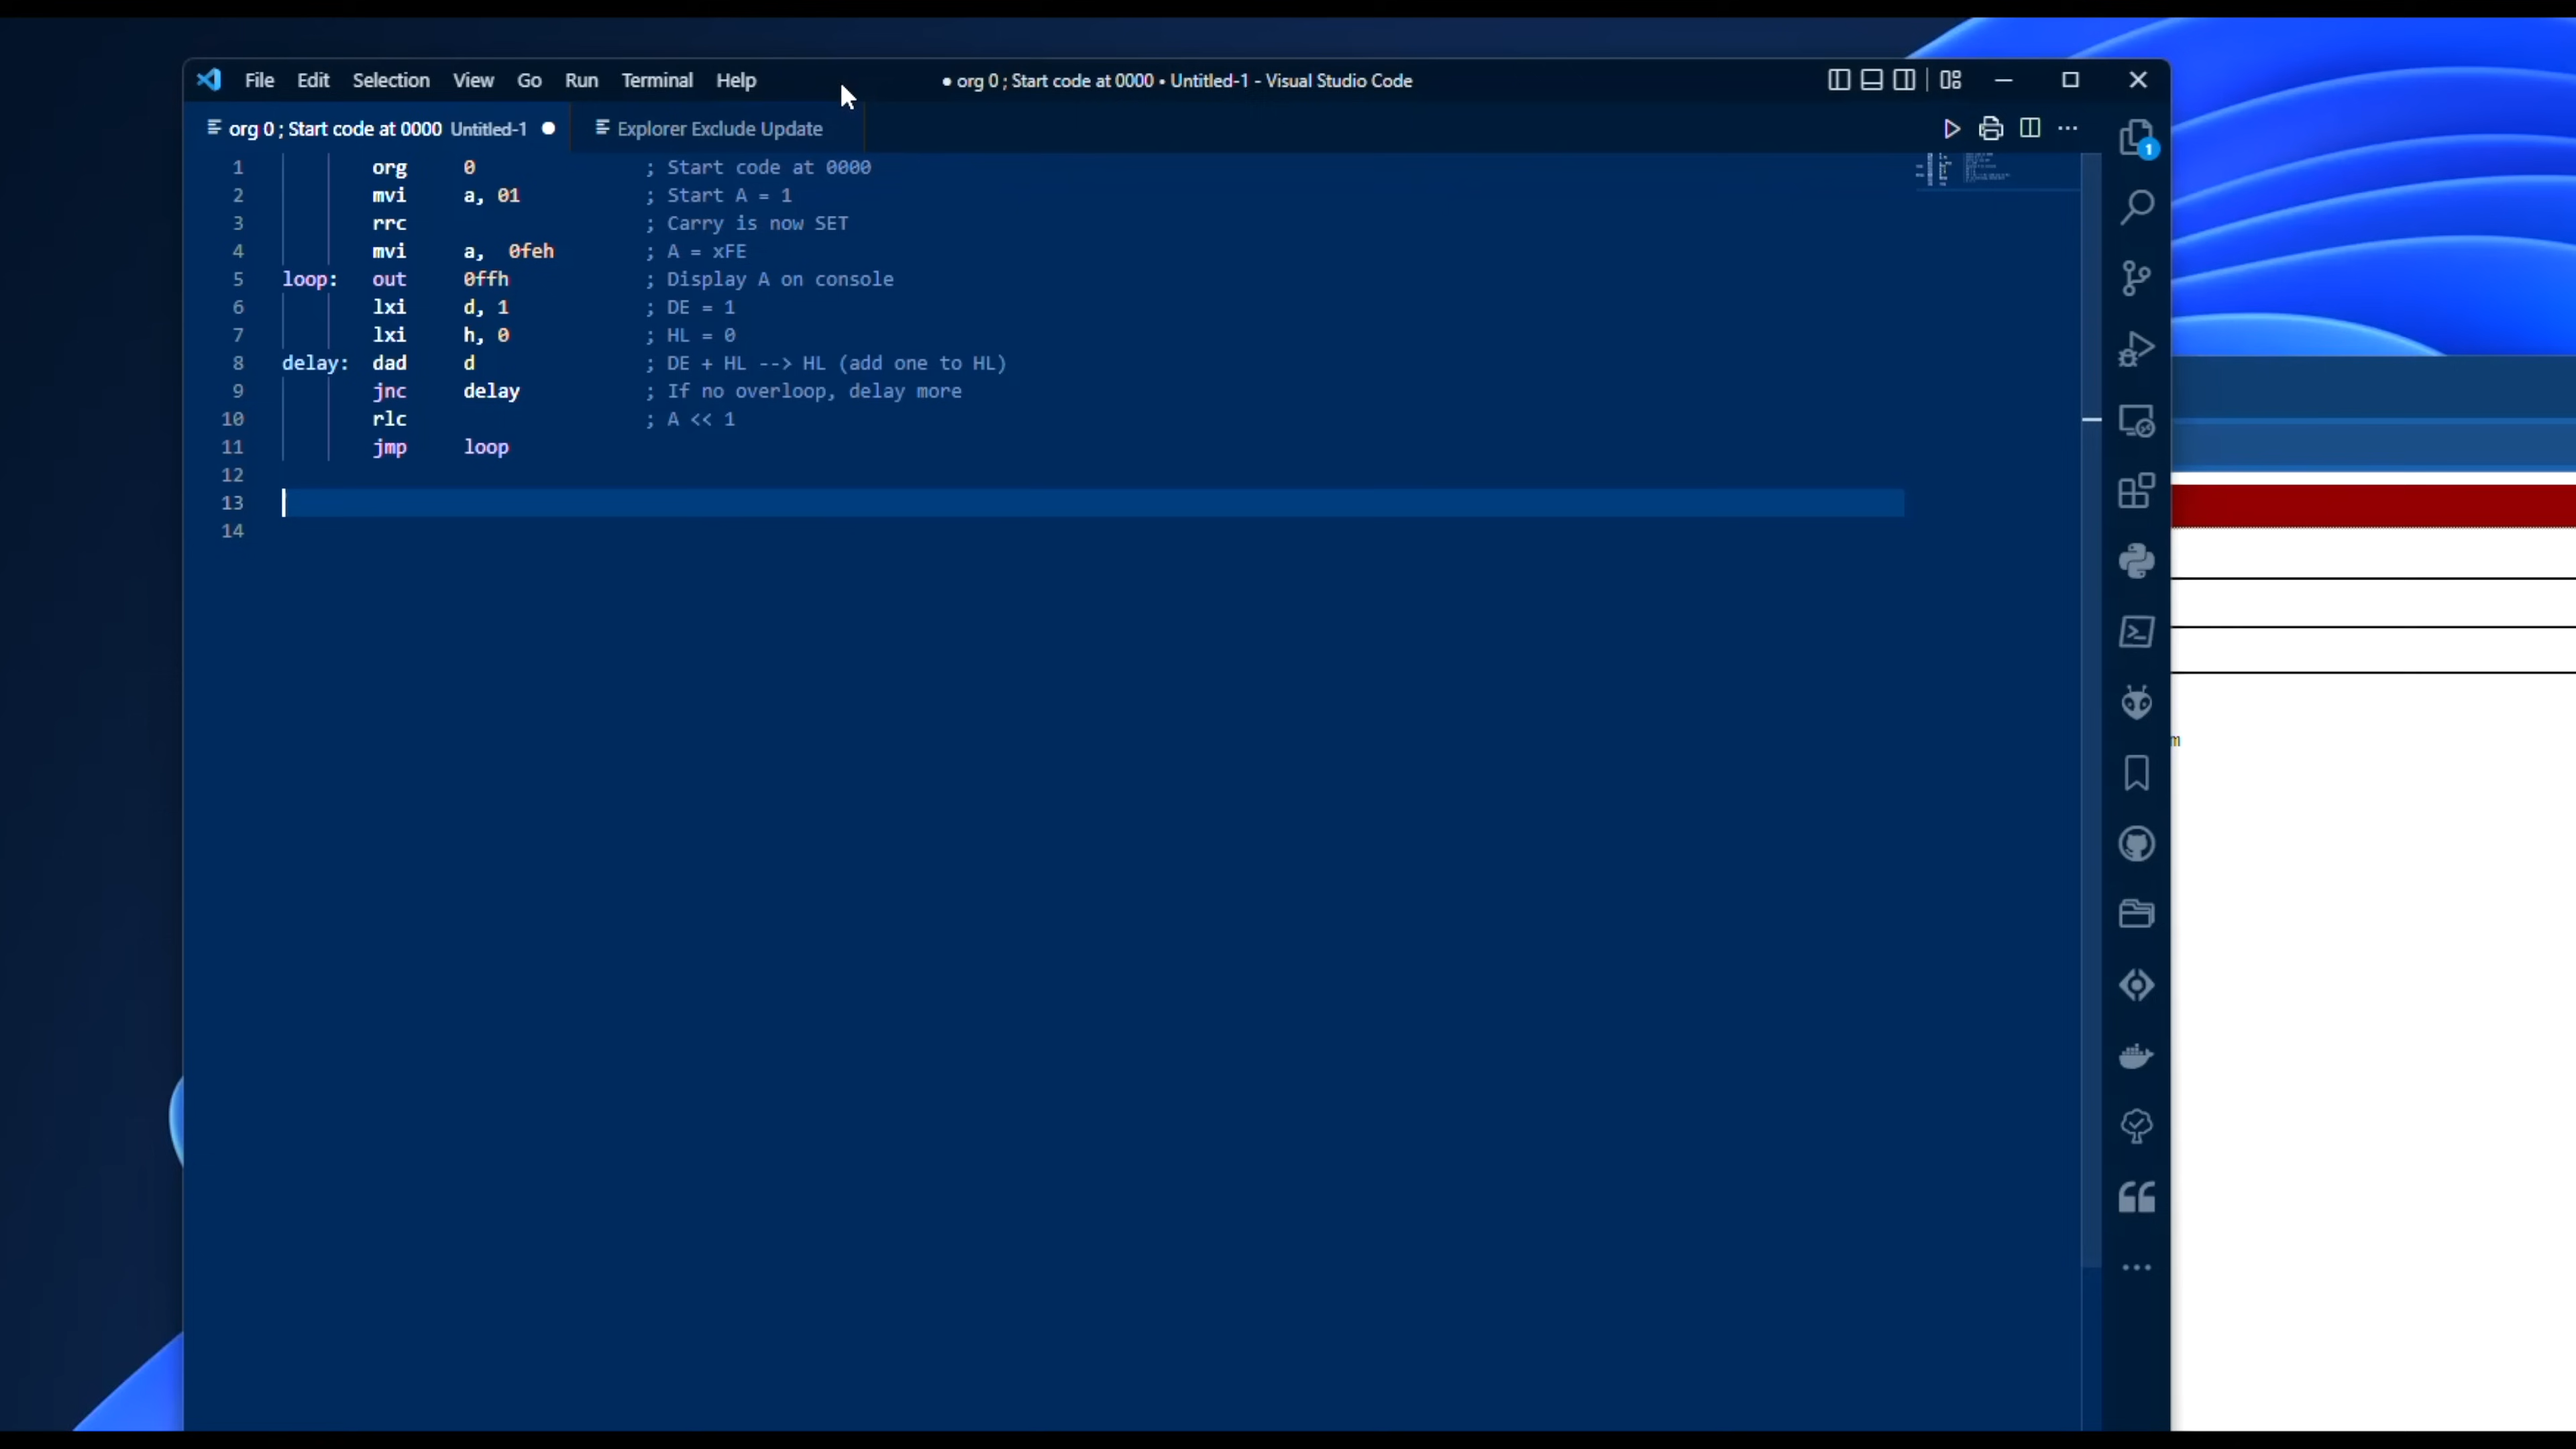 File Edit Selection View Go Run Terminal Help
● org 0 ; Start code at 0000 • Untitled-1 - Visual Studio Code
org 0 ; Start code at 0000 Untitled-1 ●
Explorer Exclude Update
1 org 0 ; Start code at 0000
2 mvi a, 01 ; Start A = 1
3 rrc ; Carry is now SET
4 mvi a, 0feh ; A = xFE
5 loop: out 0ffh ; Display A on console
6 lxi d, 1 ; DE = 1
7 lxi h, 0 ; HL = 0
8 delay: dad d ; DE + HL --> HL (add one to HL)
9 jnc delay ; If no overloop, delay more
10 rlc ; A << 1
11 jmp loop
12
13
14
1
m